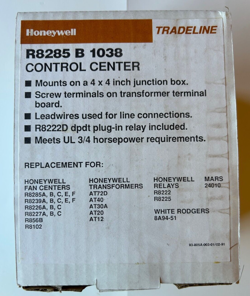 Honeywell
TRADELINE
R8285 B 1038
CONTROL CENTER
■ Mounts on a 4 x 4 inch junction box.
■ Screw terminals on transformer terminal
board.
■ Leadwires used for line connections.
■ R8222D dpdt plug-in relay included.
■ Meets UL 3/4 horsepower requirements.
REPLACEMENT FOR:
HONEYWELL
FAN CENTERS
R8285A, B, C, E, F
R8239A, B, C, E, F
R8226A, B, C
R8227A, B
R856B
R8102
HONEYWELL
TRANSFORMERS
AT72D
AT40
AT30A
AT20
AT12
HONEYWELL
RELAYS
R8222
R8225
MARS
24010
WHITE RODGERS
8A94-51